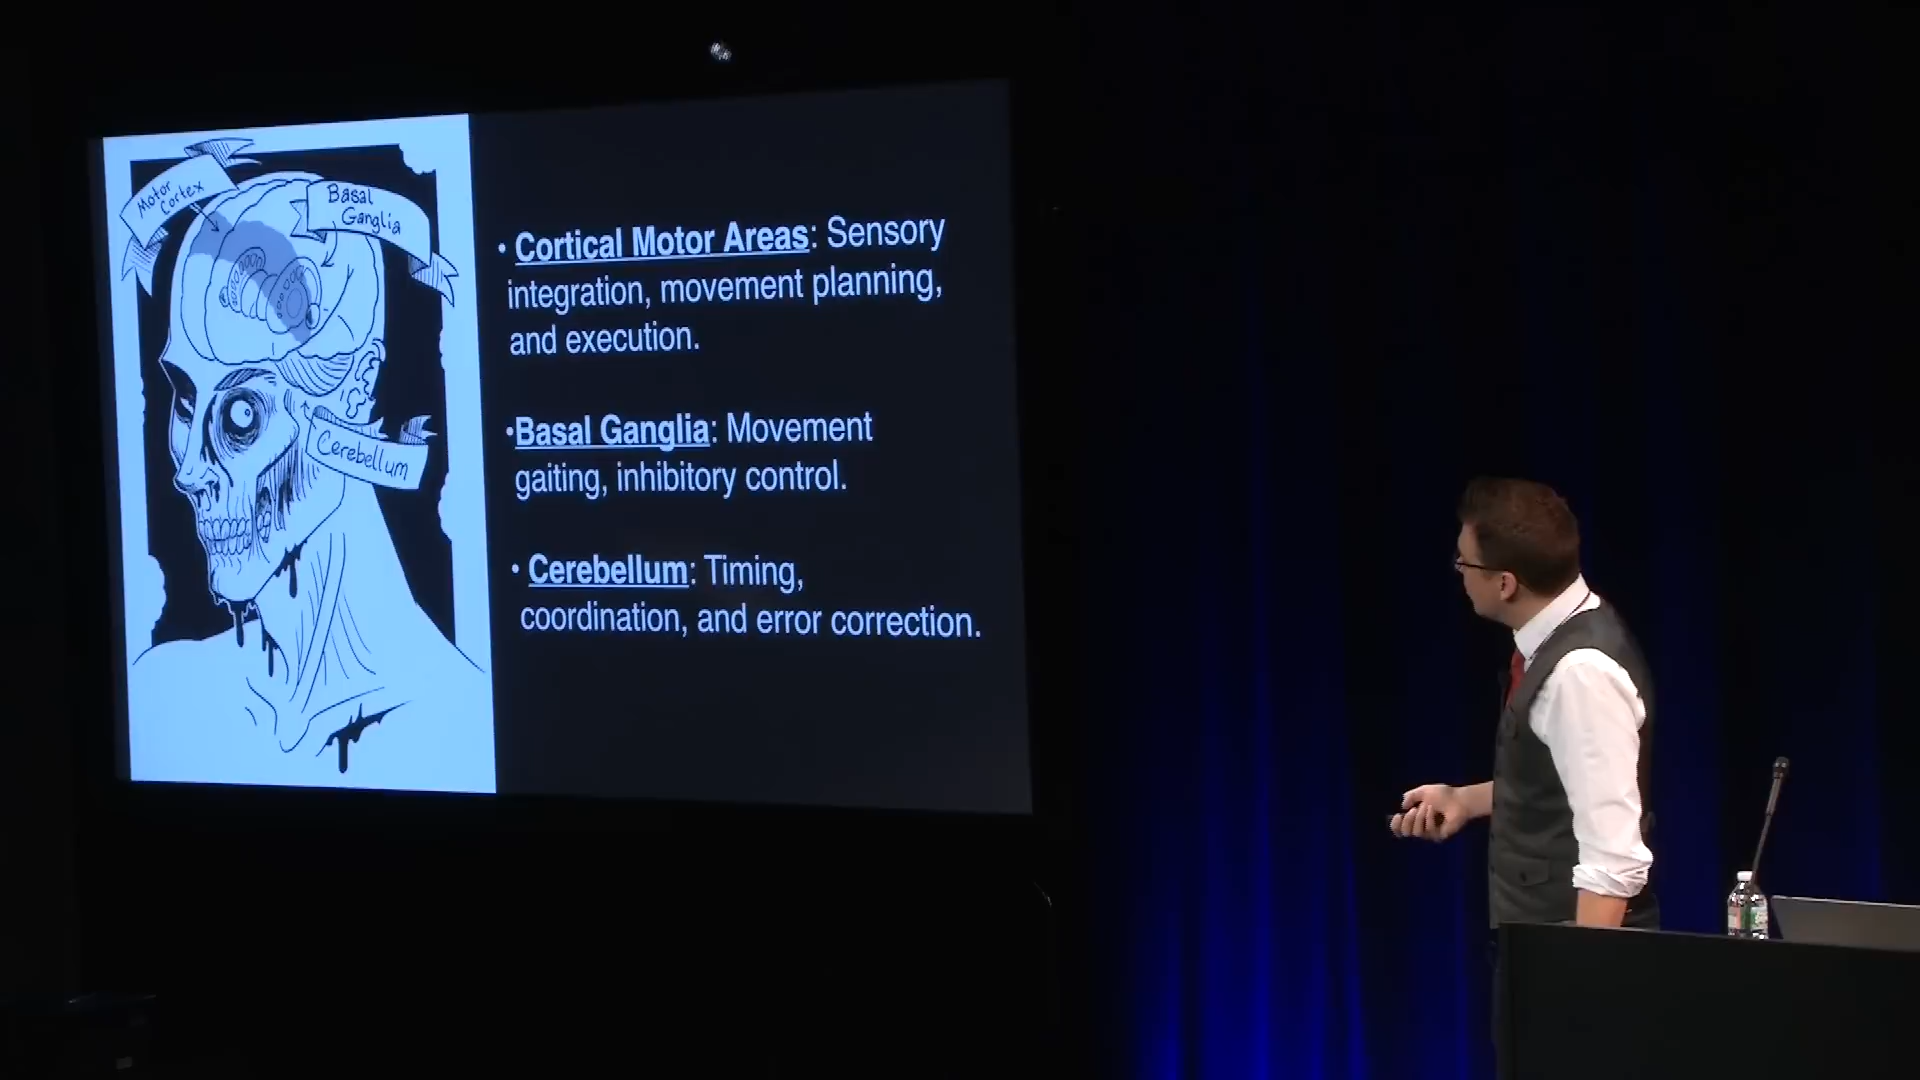 Motor
Cortex
Basal
Ganglia
Cerebellum
• Cortical Motor Areas: Sensory
integration, movement planning,
and execution.
•Basal Ganglia: Movement
gaiting, inhibitory control.
• Cerebellum: Timing,
coordination, and error correction.